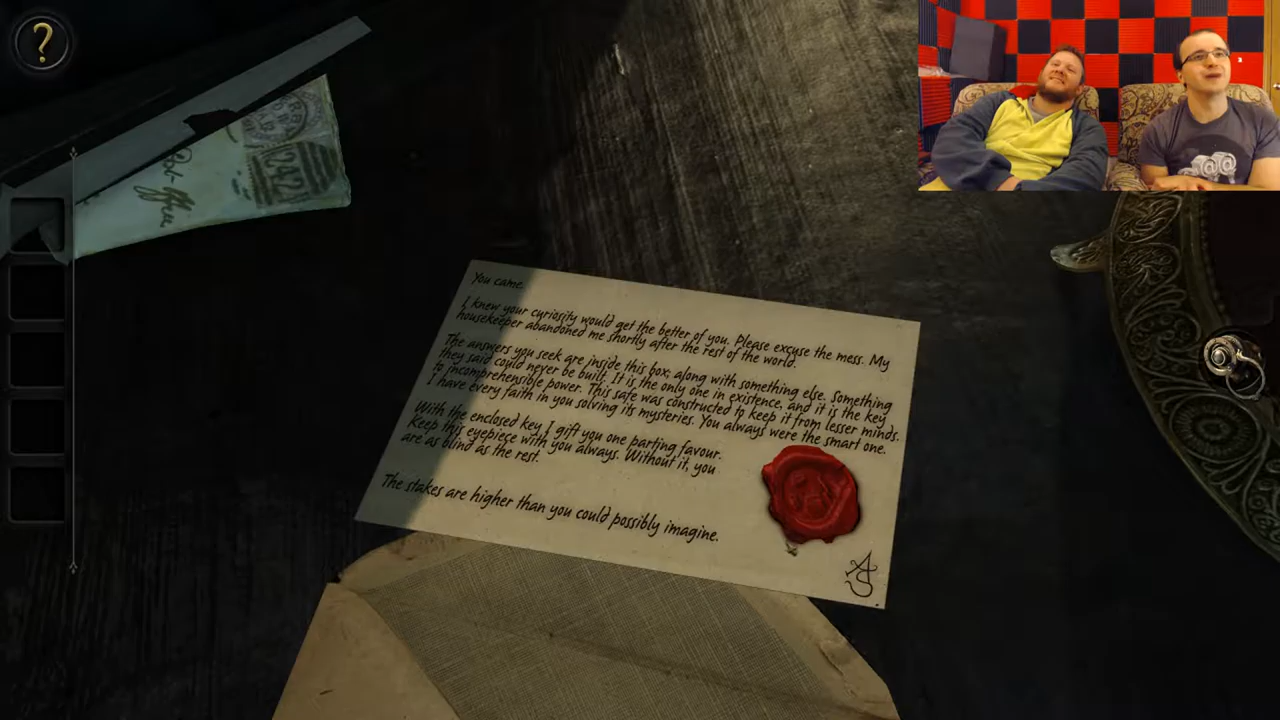 ?
242
You came.
I knew your curiosity would get the better of you. Please excuse the mess. My
housekeeper abandoned me shortly after the rest of the world.
The answers you seek are inside this box; along with something else. Something
they said could never be built. It is the only one in existence, and it is the key
to incomprehensible power. This safe was constructed to keep it from lesser minds.
I have every faith in you solving its mysteries. You always were the smart one.
With the enclosed key I gift you one parting favour.
Keep this eyepiece with you always. Without it, you
are as blind as the rest.
The stakes are higher than you could possibly imagine.
AS
@@